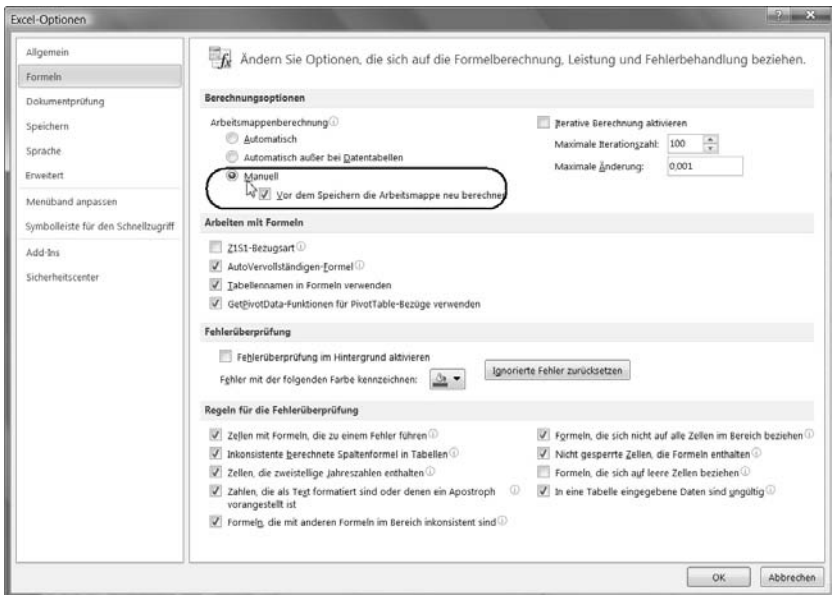 Excel-Optionen
Allgemein
Formeln
Dokumentprüfung
Speichern
Sprache
Erweitert
Menüband anpassen
Symbolleiste für den Schnellzugriff
Add-Ins
Sicherheitscenter
Ändern Sie Optionen, die sich auf die Formelberechnung, Leistung und Fehlerbehandlung beziehen.
Berechnungsoptionen
Arbeitsmappenberechnung
Automatisch
Automatisch außer bei Datentabellen
Manuell
Vor dem Speichern die Arbeitsmappe neu berechnen
Iterative Berechnung aktivieren
Maximale Iterationszahl: 100
Maximale Änderung: 0,001
Arbeiten mit Formeln
Z1S1-Bezugsart
AutoVervollständigen-Formel
Tabellennamen in Formeln verwenden
GetPivotData-Funktionen für PivotTable-Bezüge verwenden
Fehlerüberprüfung
Fehlerüberprüfung im Hintergrund aktivieren
Fehler mit der folgenden Farbe kennzeichnen:
Ignorierte Fehler zurücksetzen
Regeln für die Fehlerüberprüfung
Zellen mit Formeln, die zu einem Fehler führen
Inkonsistente berechnete Spaltenformel in Tabellen
Zellen, die zweistellige Jahreszahlen enthalten
Zahlen, die als Text formatiert sind oder denen ein Apostroph
vorangestellt ist
Formeln, die mit anderen Formeln im Bereich inkonsistent sind
Formeln, die sich nicht auf alle Zellen im Bereich beziehen
Nicht gesperrte Zellen, die Formeln enthalten
Formeln, die sich auf leere Zellen beziehen
In eine Tabelle eingegebene Daten sind ungültig
OK
Abbrechen